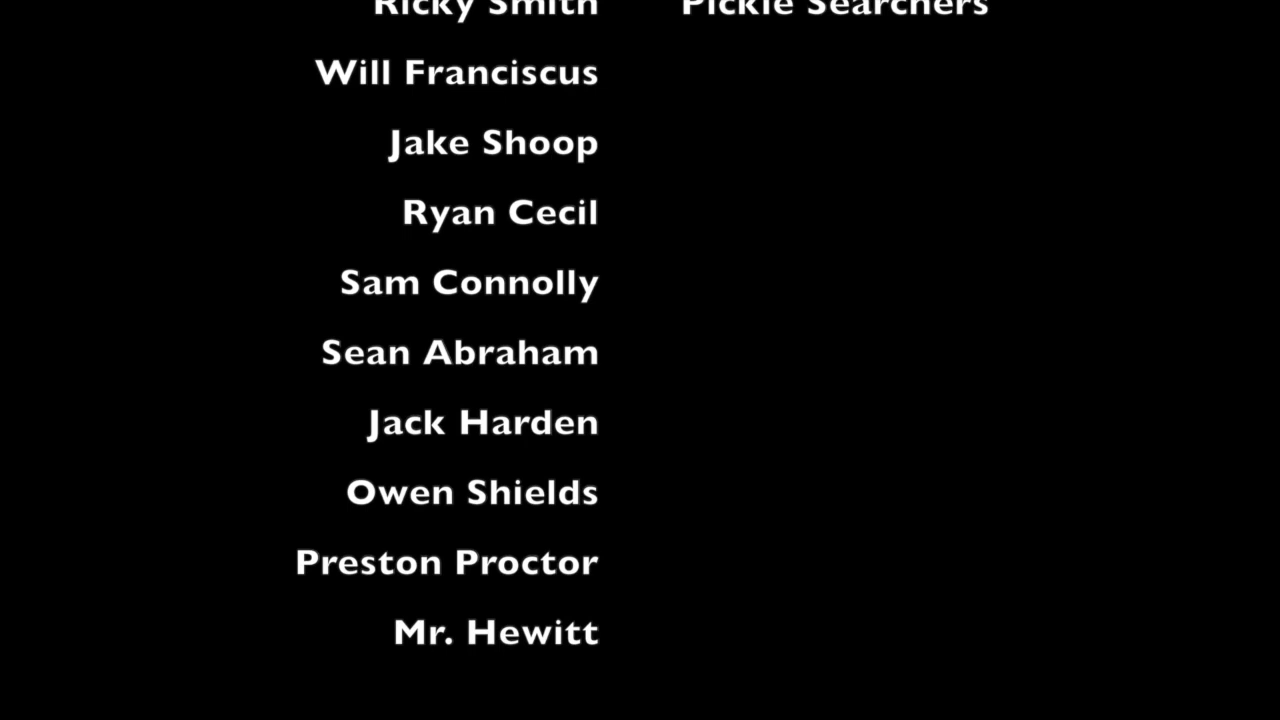 Ricky Smith Pickle Searchers
Will Franciscus
Jake Shoop
Ryan Cecil
Sam Connolly
Sean Abraham
Jack Harden
Owen Shields
Preston Proctor
Mr. Hewitt